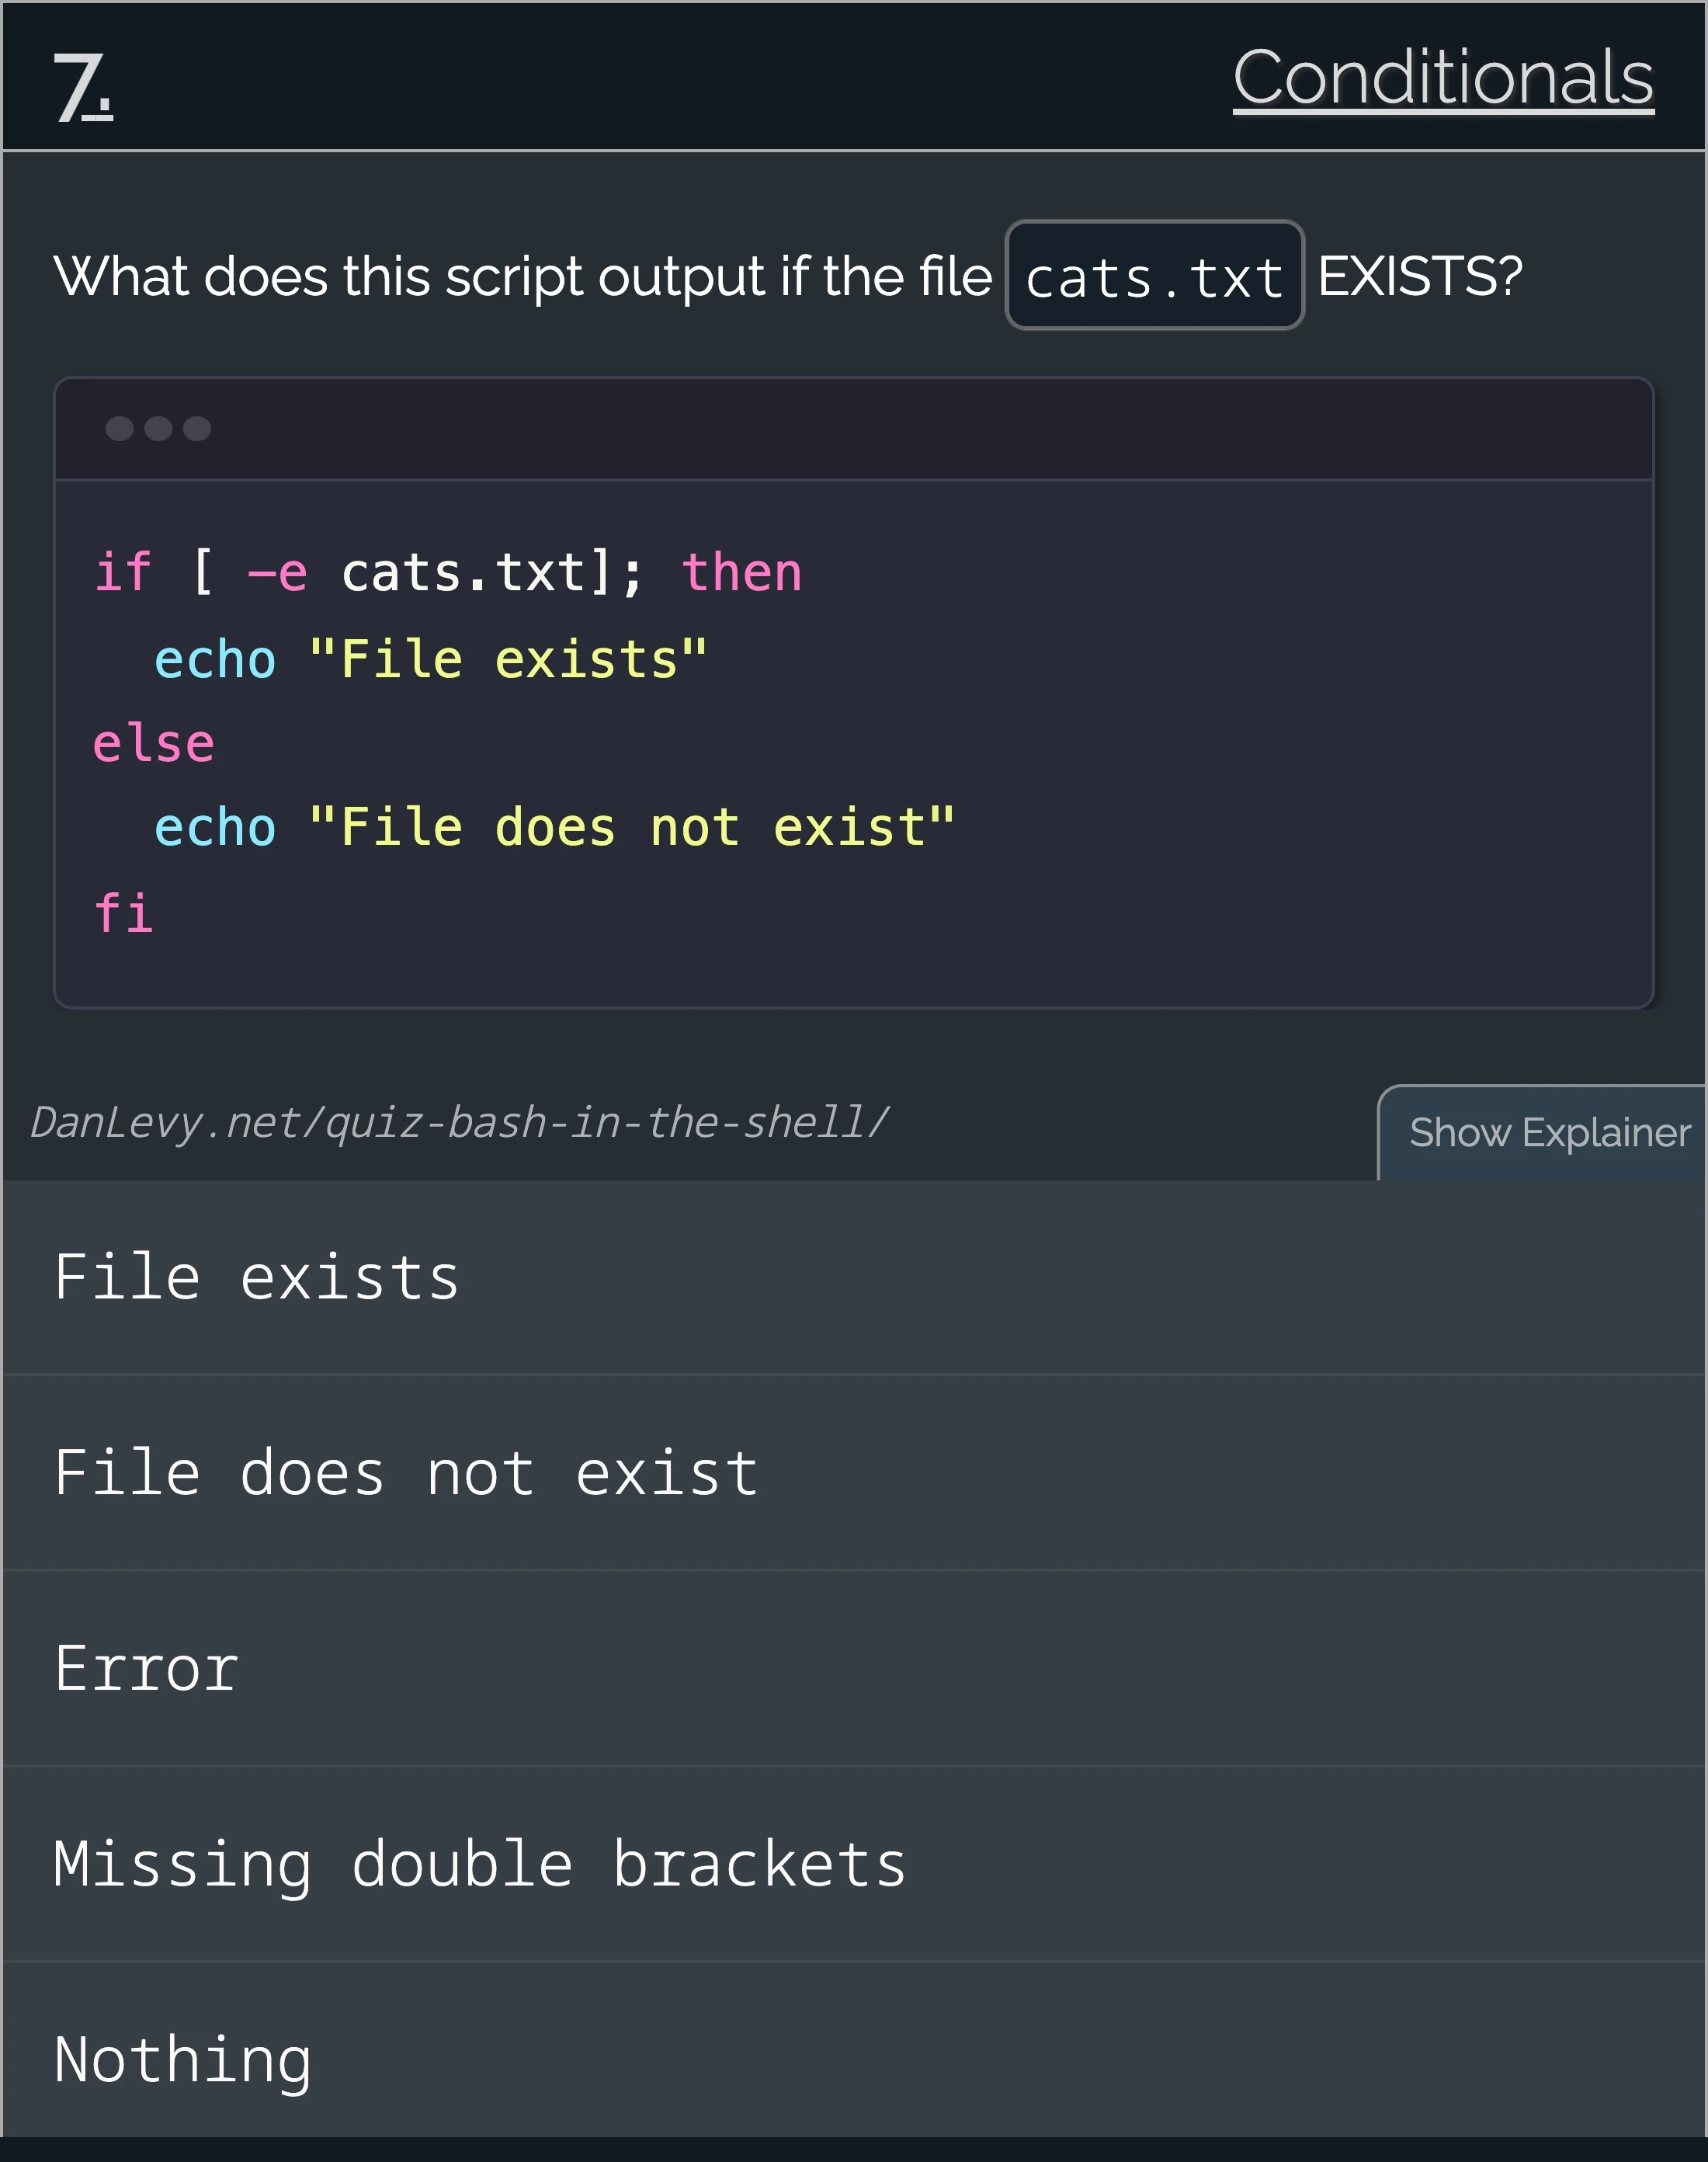 7.
Conditionals
What does this script output if the file cats.txt EXISTS?
if [ -e cats.txt]; then
  echo "File exists"
else
  echo "File does not exist"
fi
DanLevy.net/quiz-bash-in-the-shell/
Show Explainer
File exists
File does not exist
Error
Missing double brackets
Nothing